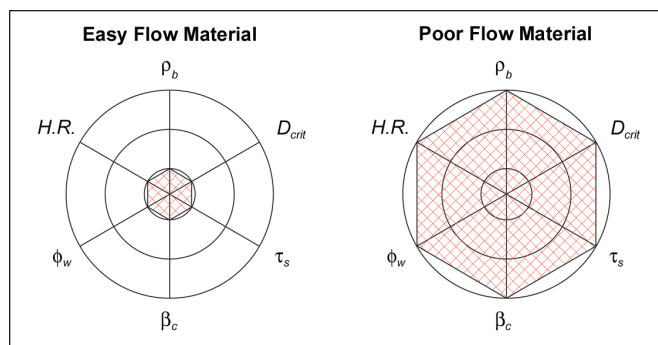 Easy Flow Material
ρb
H.R.
Dcrit
ϕw
τs
βc
Poor Flow Material
ρb
H.R.
Dcrit
ϕw
τs
βc